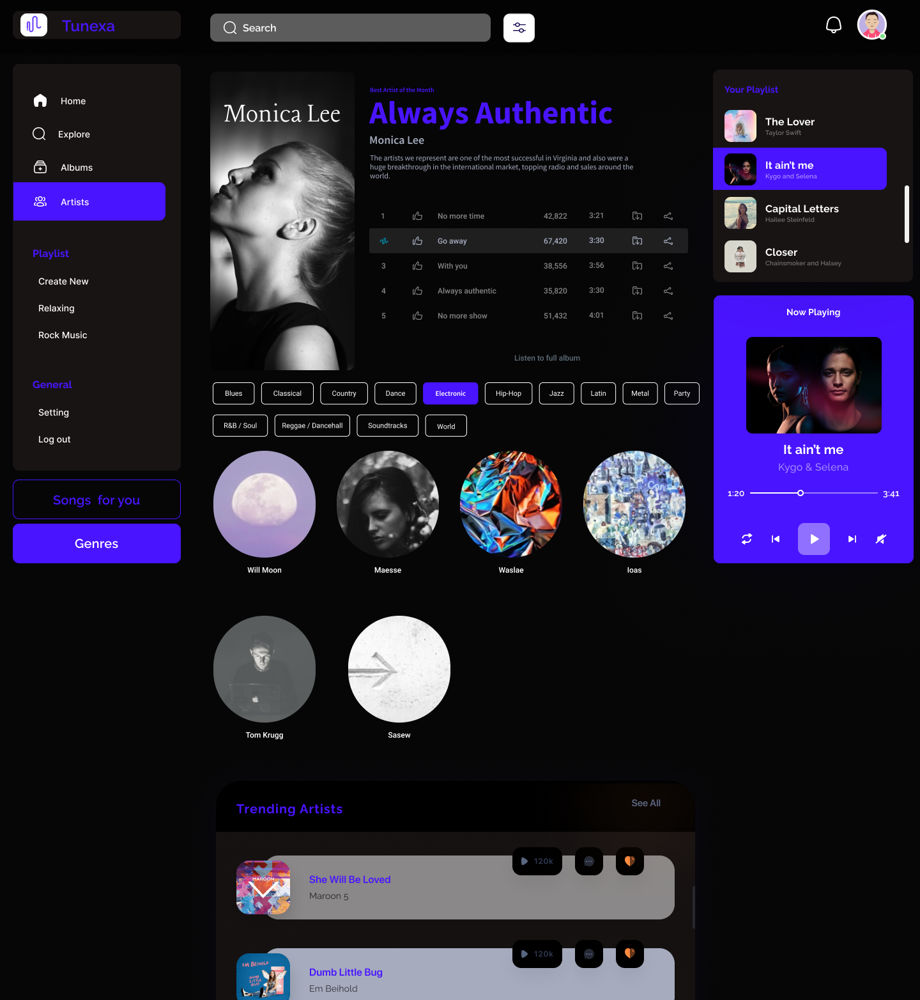 Tunexa
Search
Home
Explore
Albums
Artists
Playlist
Create New
Relaxing
Rock Music
General
Setting
Log out
Songs for you
Genres
Monica Lee
Best Artist of the Month
Always Authentic
Monica Lee
The artists we represent are one of the most successful in Virginia and also were a
huge breakthrough in the international market, topping radio and sales around the
world.
1 No more time 42,822 3:21
Go away 67,420 3:30
3 With you 38,556 3:56
4 Always authentic 35,820 3:30
5 No more show 51,432 4:01
Listen to full album
Blues Classical Country Dance Electronic Hip-Hop Jazz Latin Metal Party
R&B / Soul Reggae / Dancehall Soundtracks World
Will Moon Maesse Waslae Ioas
Tom Krugg Sasew
Your Playlist
The Lover
Taylor Swift
It ain't me
Kygo and Selena
Capital Letters
Hailee Steinfeld
Closer
Chainsmoker and Halsey
Now Playing
It ain't me
Kygo & Selena
1:20 3:41
Trending Artists
See All
120k
MAROON
She Will Be Loved
Maroon 5
120k
EM BEIHOLD
NUMB
LITTLE
BUG
Dumb Little Bug
Em Beihold